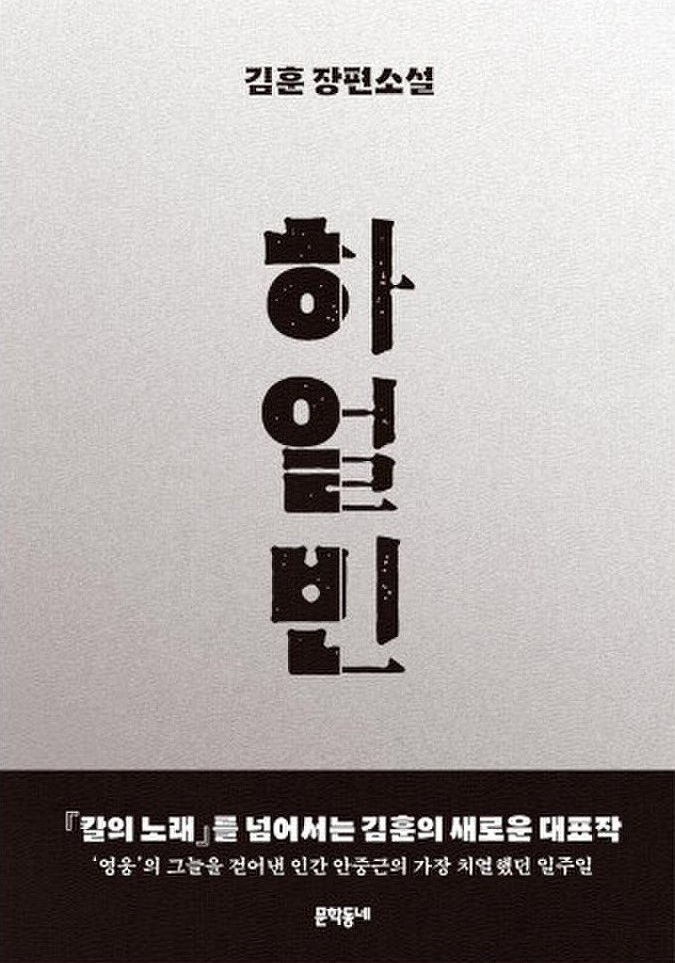 김훈 장편소설
하얼빈
『칼의 노래』를 넘어서는 김훈의 새로운 대표작
‘영웅’의 그늘을 걷어낸 인간 안중근의 가장 치열했던 일주일
문학동네